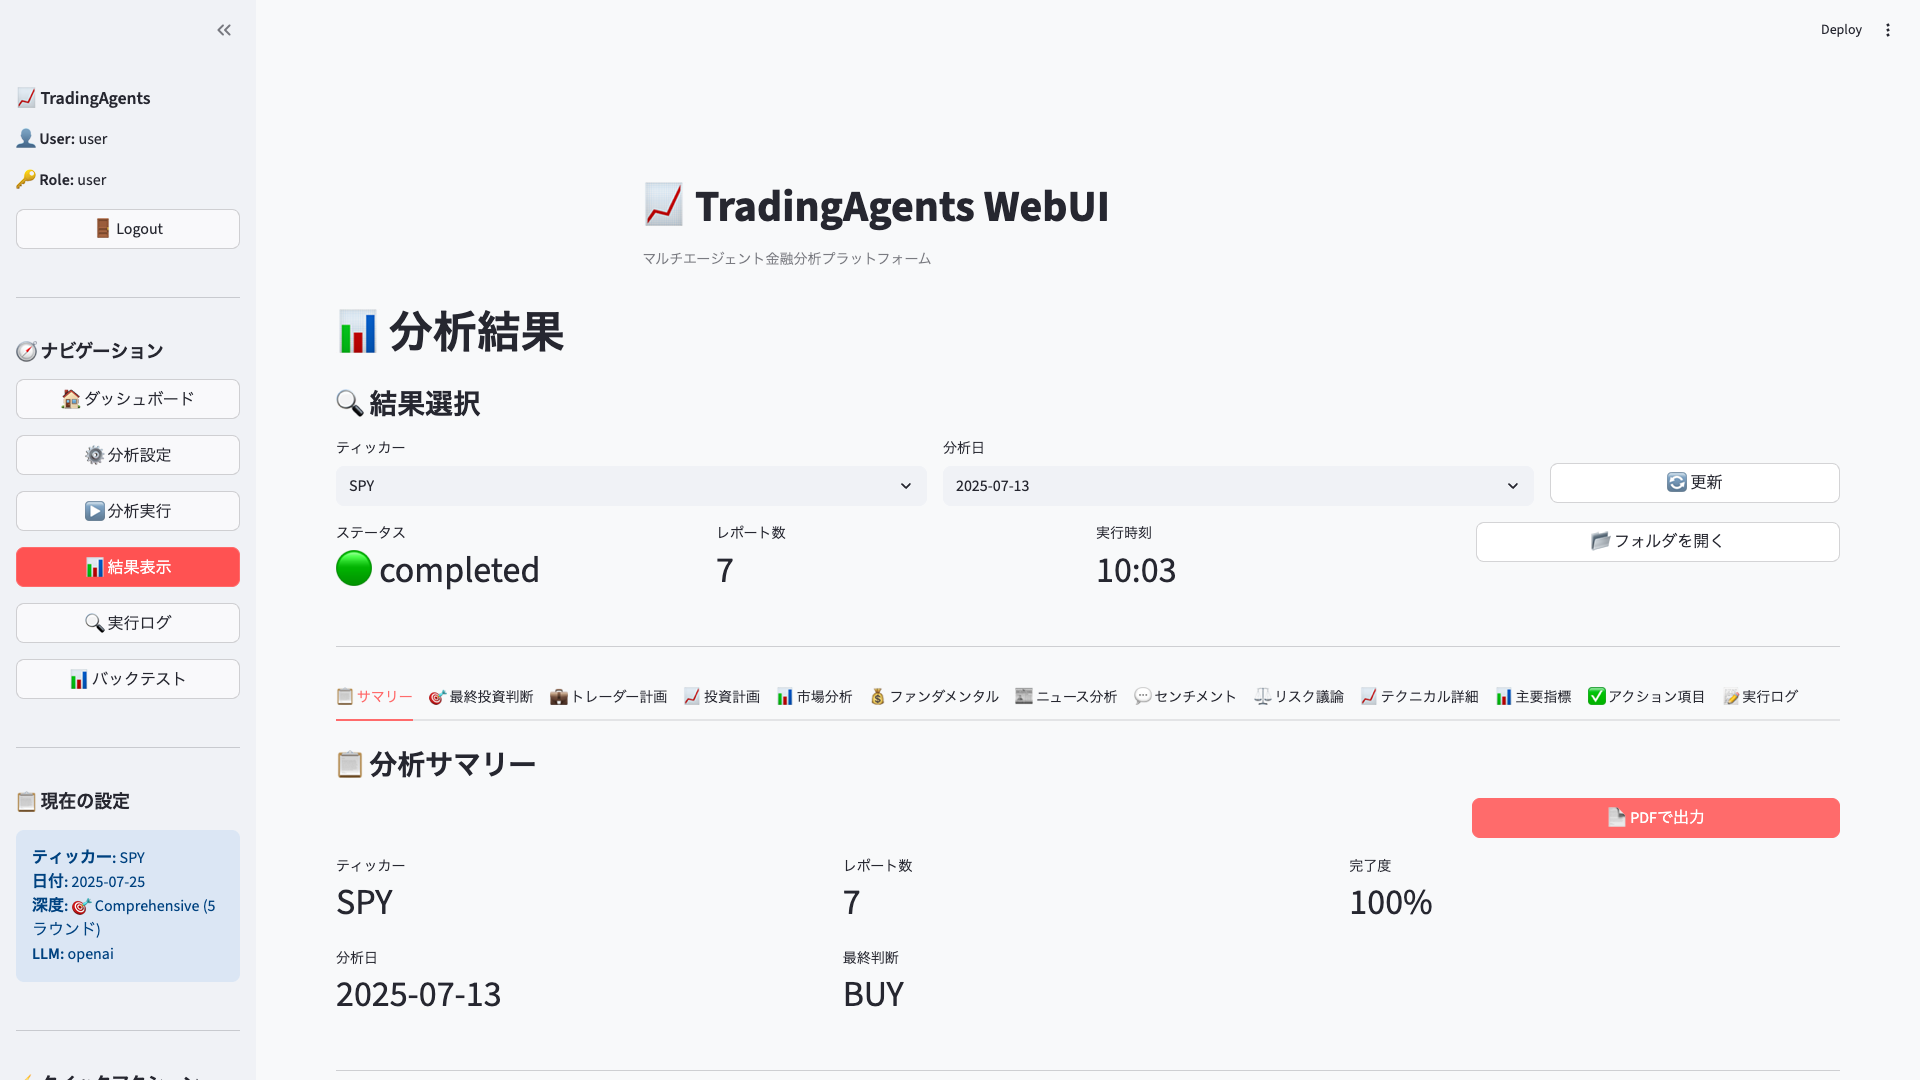 Deploy
TradingAgents
User: user
Role: user
Logout
ナビゲーション
ダッシュボード
分析設定
分析実行
結果表示
実行ログ
バックテスト
現在の設定
ティッカー: SPY
日付: 2025-07-25
深度: Comprehensive (5
ラウンド)
LLM: openai
クイックアクション
TradingAgents WebUI
マルチエージェント金融分析プラットフォーム
分析結果
結果選択
ティッカー 分析日
SPY 2025-07-13 更新
ステータス レポート数 実行時刻 フォルダを開く
completed 7 10:03
サマリー 最終投資判断 トレーダー計画 投資計画 市場分析 ファンダメンタル ニュース分析 センチメント リスク議論 テクニカル詳細 主要指標 アクション項目 実行ログ
分析サマリー
PDFで出力
ティッカー レポート数 完了度
SPY 7 100%
分析日 最終判断
2025-07-13 BUY